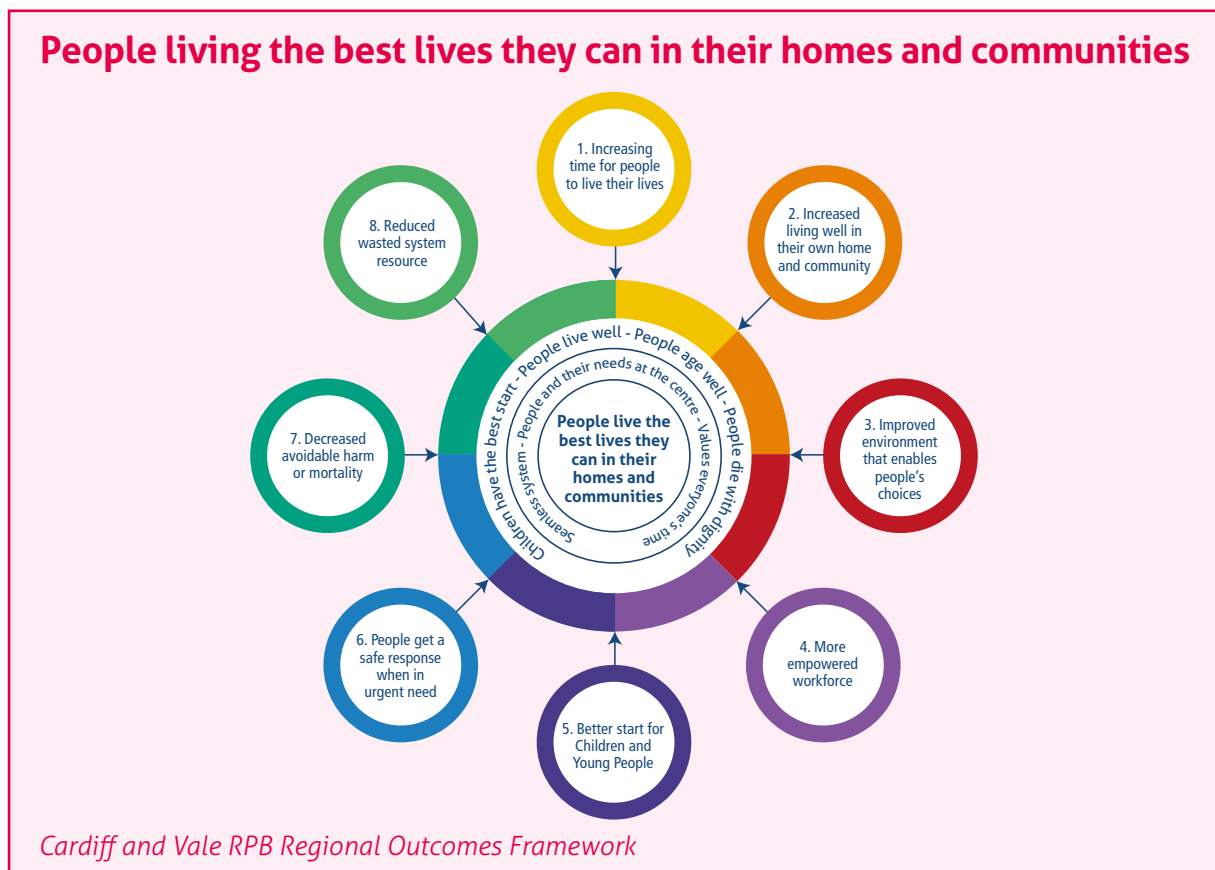 People living the best lives they can in their homes and communities
1. Increasing
time for people
to live their lives
2. Increased
living well in
their own home
and community
3. Improved
environment
that enables
people's
choices
4. More
empowered
workforce
5. Better start for
Children and
Young People
6. People get a
safe response
when in
urgent need
7. Decreased
avoidable harm
or mortality
8. Reduced
wasted system
resource
Children have the best start - People live well - People age well - People die with dignity
Seamless system - People and their needs at the centre - Values everyone's time
People live the
best lives they
can in their
homes and
communities
Cardiff and Vale RPB Regional Outcomes Framework